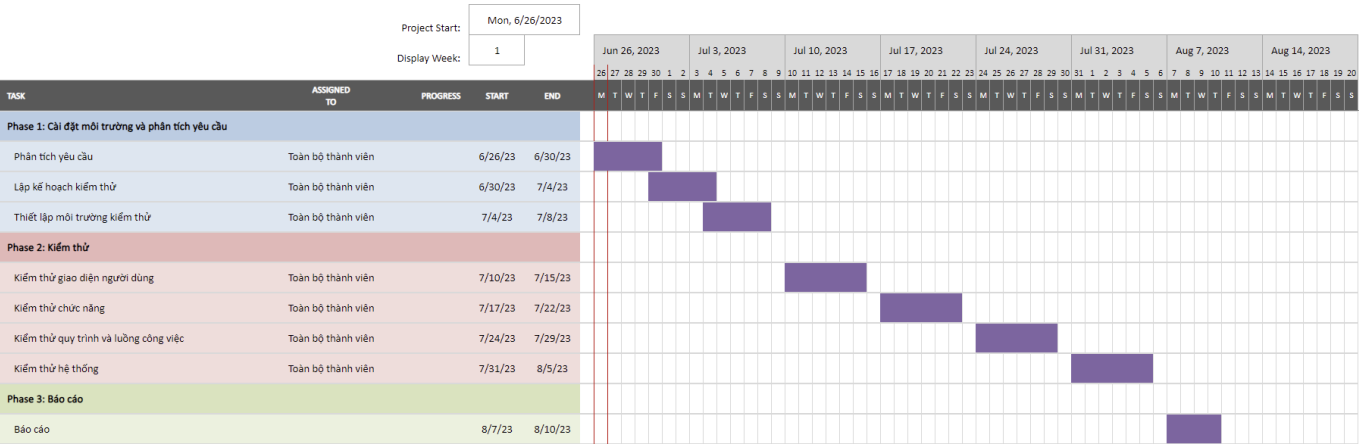 Project Start: Mon, 6/26/2023
Display Week: 1
Jun 26, 2023 Jul 3, 2023 Jul 10, 2023 Jul 17, 2023 Jul 24, 2023 Jul 31, 2023 Aug 7, 2023 Aug 14, 2023
26 27 28 29 30 1 2 3 4 5 6 7 8 9 10 11 12 13 14 15 16 17 18 19 20 21 22 23 24 25 26 27 28 29 30 31 1 2 3 4 5 6 7 8 9 10 11 12 13 14 15 16 17 18 19 20
TASK ASSIGNED TO PROGRESS START END M T W T F S S M T W T F S S M T W T F S S M T W T F S S M T W T F S S M T W T F S S M T W T F S S M T W T F S S
Phase 1: Cài đặt môi trường và phân tích yêu cầu
Phân tích yêu cầu Toàn bộ thành viên 6/26/23 6/30/23
Lập kế hoạch kiểm thử Toàn bộ thành viên 6/30/23 7/4/23
Thiết lập môi trường kiểm thử Toàn bộ thành viên 7/4/23 7/8/23
Phase 2: Kiểm thử
Kiểm thử giao diện người dùng Toàn bộ thành viên 7/10/23 7/15/23
Kiểm thử chức năng Toàn bộ thành viên 7/17/23 7/22/23
Kiểm thử quy trình và luồng công việc Toàn bộ thành viên 7/24/23 7/29/23
Kiểm thử hệ thống Toàn bộ thành viên 7/31/23 8/5/23
Phase 3: Báo cáo
Báo cáo 8/7/23 8/10/23